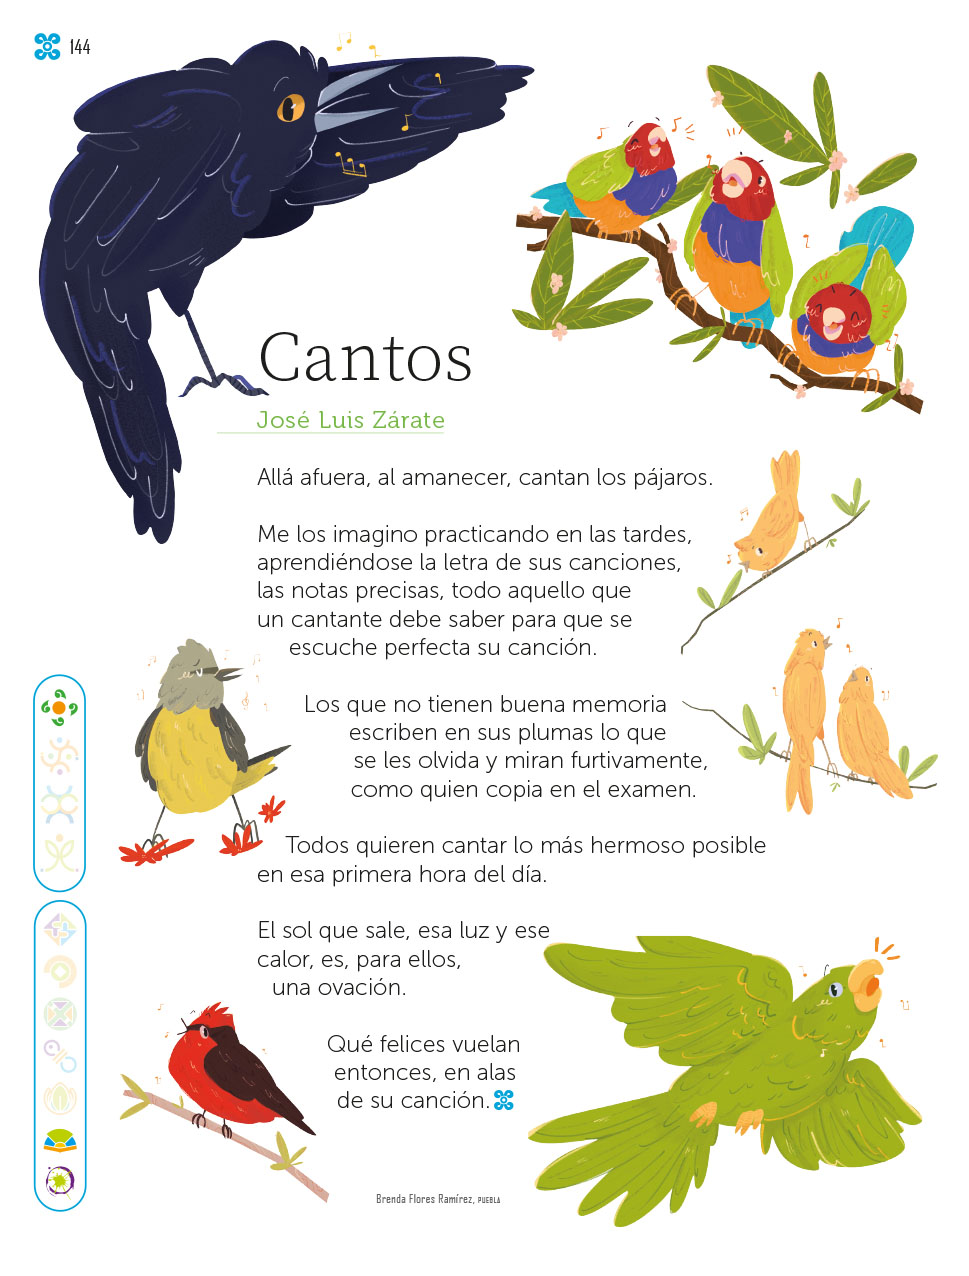 144
Cantos
José Luis Zárate
Allá afuera, al amanecer, cantan los pájaros.
Me los imagino practicando en las tardes,
aprendiéndose la letra de sus canciones,
las notas precisas, todo aquello que
un cantante debe saber para que se
escuche perfecta su canción.
Los que no tienen buena memoria
escriben en sus plumas lo que
se les olvida y miran furtivamente,
como quien copia en el examen.
Todos quieren cantar lo más hermoso posible
en esa primera hora del día.
El sol que sale, esa luz y ese
calor, es, para ellos,
una ovación.
Qué felices vuelan
entonces, en alas
de su canción.
Brenda Flores Ramírez, PUEBLA